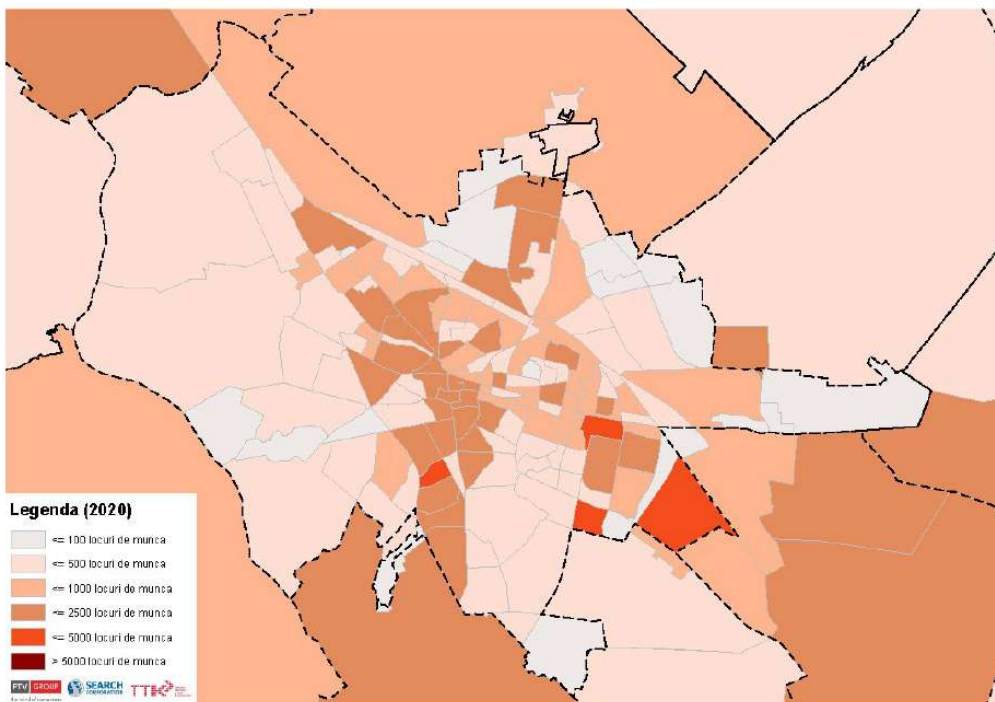 Legenda (2020)
<= 100 locuri de munca
<= 500 locuri de munca
<= 1000 locuri de munca
<= 2500 locuri de munca
<= 5000 locuri de munca
> 5000 locuri de munca
PTV GROUP SEARCH CORPORATION TTK